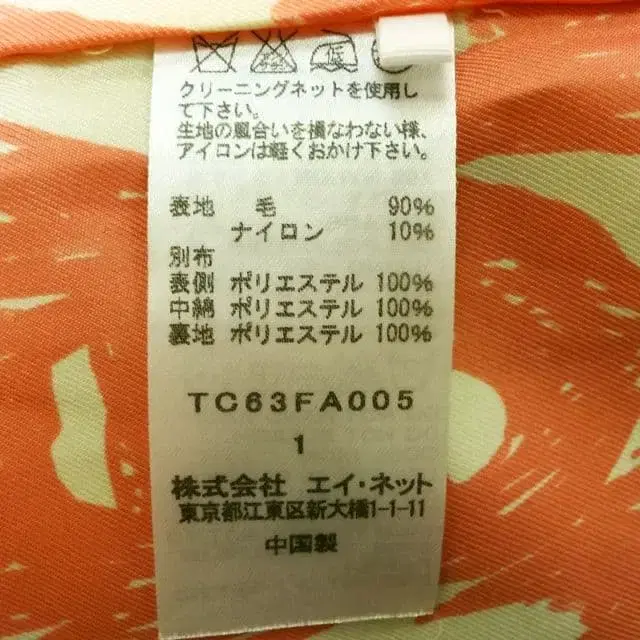 クリーニングネットを使用し
て下さい。
生地の風合いを損なわない様、
アイロンは軽くおかけ下さい。
表地 毛 90%
ナイロン 10%
別布
表側 ポリエステル 100%
中綿 ポリエステル 100%
裏地 ポリエステル 100%
TC63FA005
1
株式会社 エイ・ネット
東京都江東区新大橋1-1-11
中国製